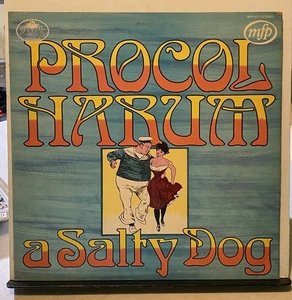 mfp
PROCOL
HARUM
a Salty Dog